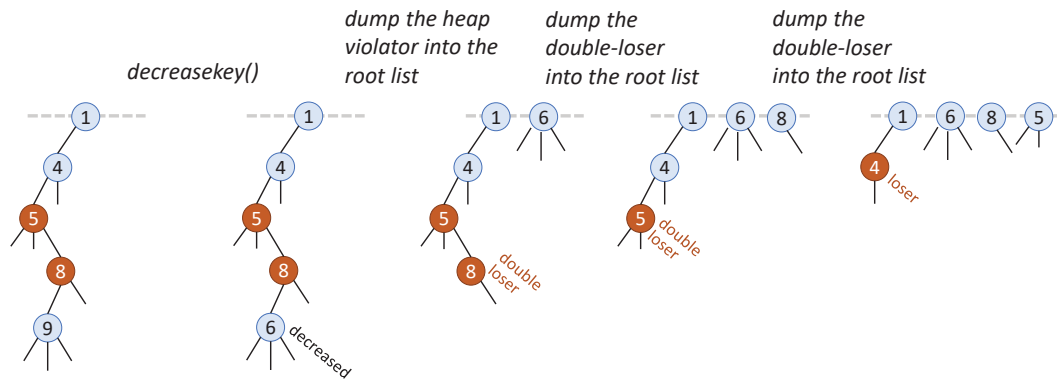 decreasekey()
dump the heap
violator into the
root list
dump the
double-loser
into the root list
dump the
double-loser
into the root list
1
4
5
8
9
1
4
5
8
6
decreased
1 6
4
5
8
double
loser
1 6 8
4
5
double
loser
1 6 8 5
4
loser